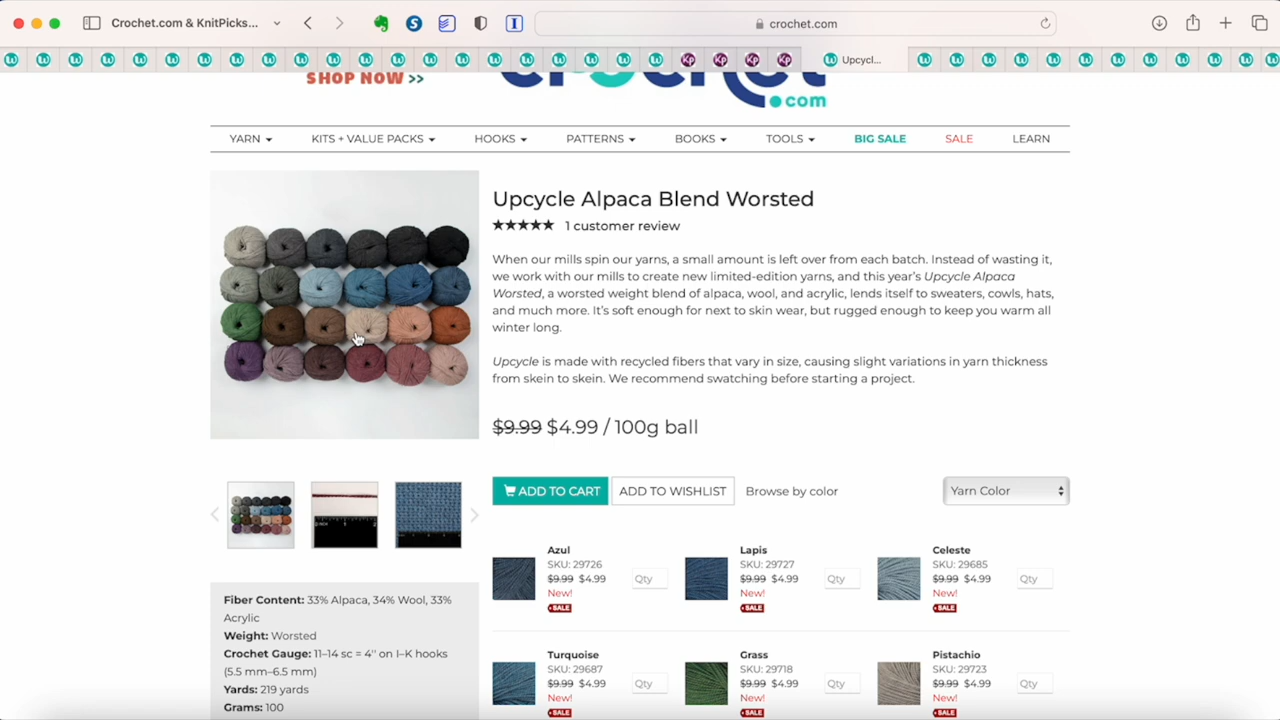 Crochet.com & KnitPicks...
crochet.com
Upcycl...
SHOP NOW >>
crochet
.com
YARN
KITS + VALUE PACKS
HOOKS
PATTERNS
BOOKS
TOOLS
BIG SALE
SALE
LEARN
Upcycle Alpaca Blend Worsted
★★★★★ 1 customer review
When our mills spin our yarns, a small amount is left over from each batch. Instead of wasting it,
we work with our mills to create new limited-edition yarns, and this year's Upcycle Alpaca
Worsted, a worsted weight blend of alpaca, wool, and acrylic, lends itself to sweaters, cowls, hats,
and much more. It's soft enough for next to skin wear, but rugged enough to keep you warm all
winter long.
Upcycle is made with recycled fibers that vary in size, causing slight variations in yarn thickness
from skein to skein. We recommend swatching before starting a project.
$9.99 $4.99 / 100g ball
ADD TO CART
ADD TO WISHLIST
Browse by color
Yarn Color
Azul
SKU: 29726
$9.99 $4.99
New!
SALE
Qty
Lapis
SKU: 29727
$9.99 $4.99
New!
SALE
Qty
Celeste
SKU: 29685
$9.99 $4.99
New!
SALE
Qty
Turquoise
SKU: 29687
$9.99 $4.99
New!
SALE
Qty
Grass
SKU: 29718
$9.99 $4.99
New!
SALE
Qty
Pistachio
SKU: 29723
$9.99 $4.99
New!
SALE
Qty
Fiber Content: 33% Alpaca, 34% Wool, 33%
Acrylic
Weight: Worsted
Crochet Gauge: 11–14 sc = 4'' on I–K hooks
(5.5 mm–6.5 mm)
Yards: 219 yards
Grams: 100